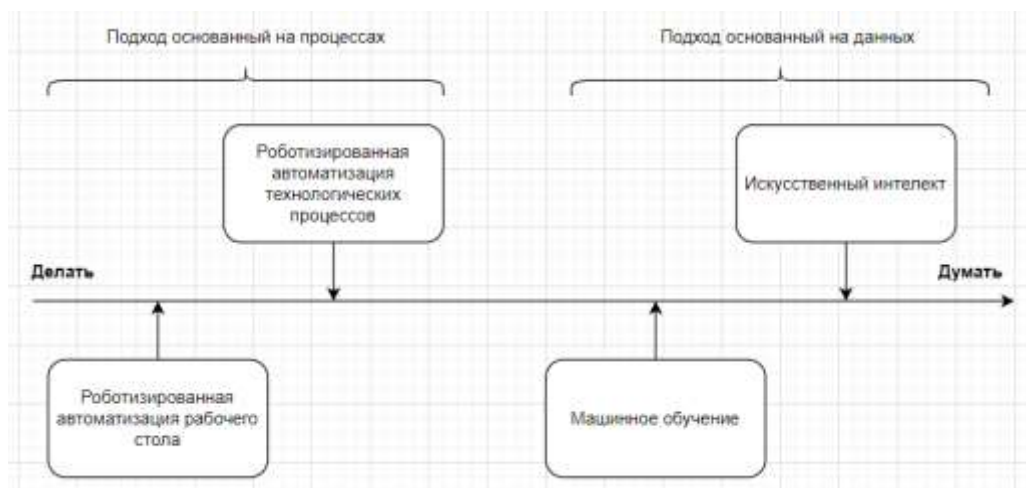 Подход основанный на процессах
Подход основанный на данных
Роботизированная
автоматизация
технологических
процессов
Искусственный интелект
Делать
Думать
Роботизированная
автоматизация рабочего
стола
Машинное обучение